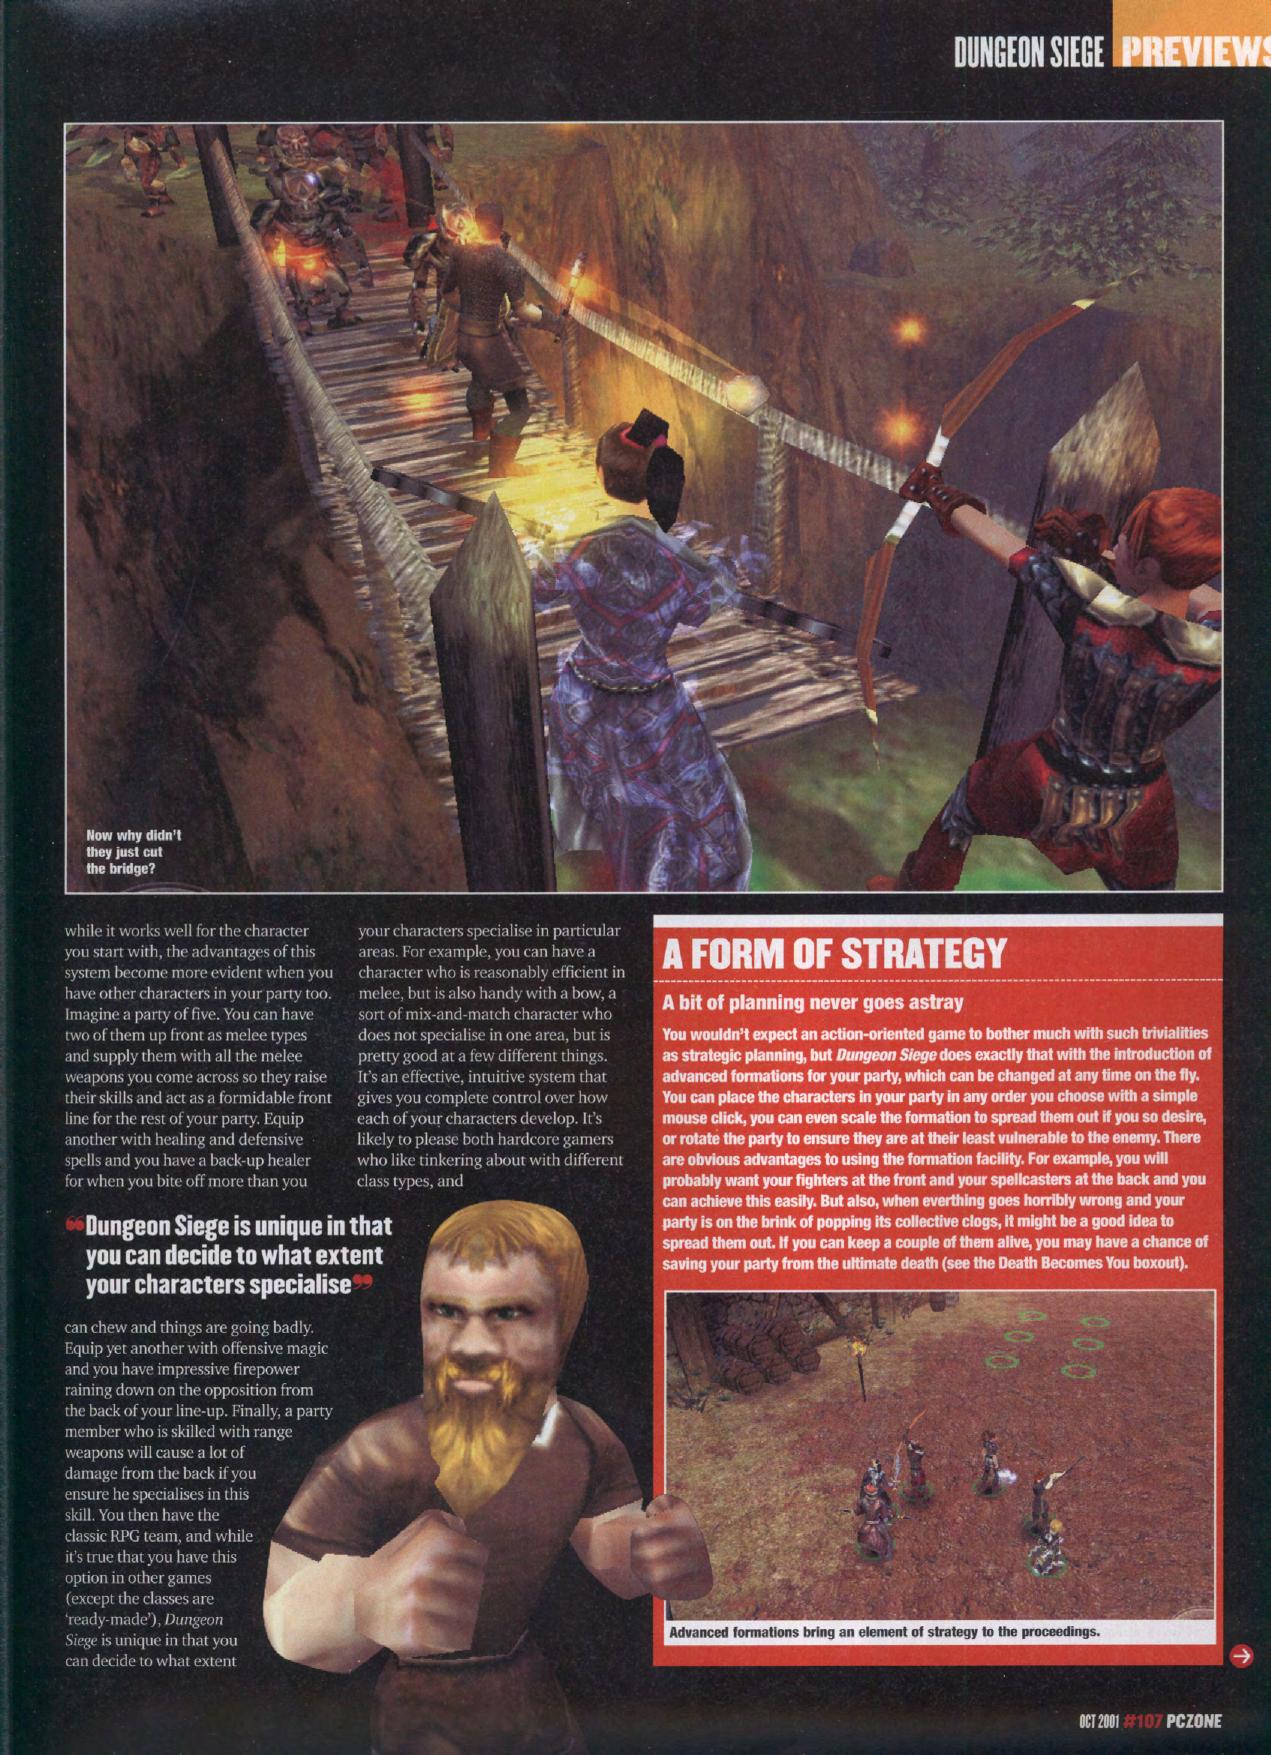 DUNGEON SIEGE PREVIEWS
Now why didn't
they just cut
the bridge?
while it works well for the character
you start with, the advantages of this
system become more evident when you
have other characters in your party too.
Imagine a party of five. You can have
two of them up front as melee types
and supply them with all the melee
weapons you come across so they raise
their skills and act as a formidable front
line for the rest of your party. Equip
another with healing and defensive
spells and you have a back-up healer
for when you bite off more than you
❝Dungeon Siege is unique in that
you can decide to what extent
your characters specialise❞
can chew and things are going badly.
Equip yet another with offensive magic
and you have impressive firepower
raining down on the opposition from
the back of your line-up. Finally, a party
member who is skilled with range
weapons will cause a lot of
damage from the back if you
ensure he specialises in this
skill. You then have the
classic RPG team, and while
it's true that you have this
option in other games
(except the classes are
'ready-made'), Dungeon
Siege is unique in that you
can decide to what extent
your characters specialise in particular
areas. For example, you can have a
character who is reasonably efficient in
melee, but is also handy with a bow, a
sort of mix-and-match character who
does not specialise in one area, but is
pretty good at a few different things.
It's an effective, intuitive system that
gives you complete control over how
each of your characters develop. It's
likely to please both hardcore gamers
who like tinkering about with different
class types, and
A FORM OF STRATEGY
A bit of planning never goes astray
You wouldn't expect an action-oriented game to bother much with such trivialities
as strategic planning, but Dungeon Siege does exactly that with the introduction of
advanced formations for your party, which can be changed at any time on the fly.
You can place the characters in your party in any order you choose with a simple
mouse click, you can even scale the formation to spread them out if you so desire,
or rotate the party to ensure they are at their least vulnerable to the enemy. There
are obvious advantages to using the formation facility. For example, you will
probably want your fighters at the front and your spellcasters at the back and you
can achieve this easily. But also, when everthing goes horribly wrong and your
party is on the brink of popping its collective clogs, it might be a good idea to
spread them out. If you can keep a couple of them alive, you may have a chance of
saving your party from the ultimate death (see the Death Becomes You boxout).
Advanced formations bring an element of strategy to the proceedings.
OCT 2001 #107 PCZONE